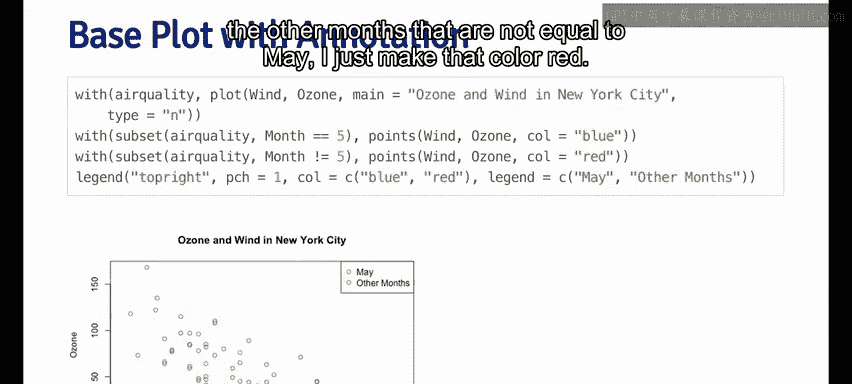 Base Plot with Annotation
the other months that are not equal to
May, I just make that color red.
with(airquality, plot(Wind, Ozone, main = "Ozone and Wind in New York City",
type = "n"))
with(subset(airquality, Month == 5), points(Wind, Ozone, col = "blue"))
with(subset(airquality, Month != 5), points(Wind, Ozone, col = "red"))
legend("topright", pch = 1, col = c("blue", "red"), legend = c("May", "Other Months"))
Ozone and Wind in New York City
May
Other Months
150
100
50
Ozone